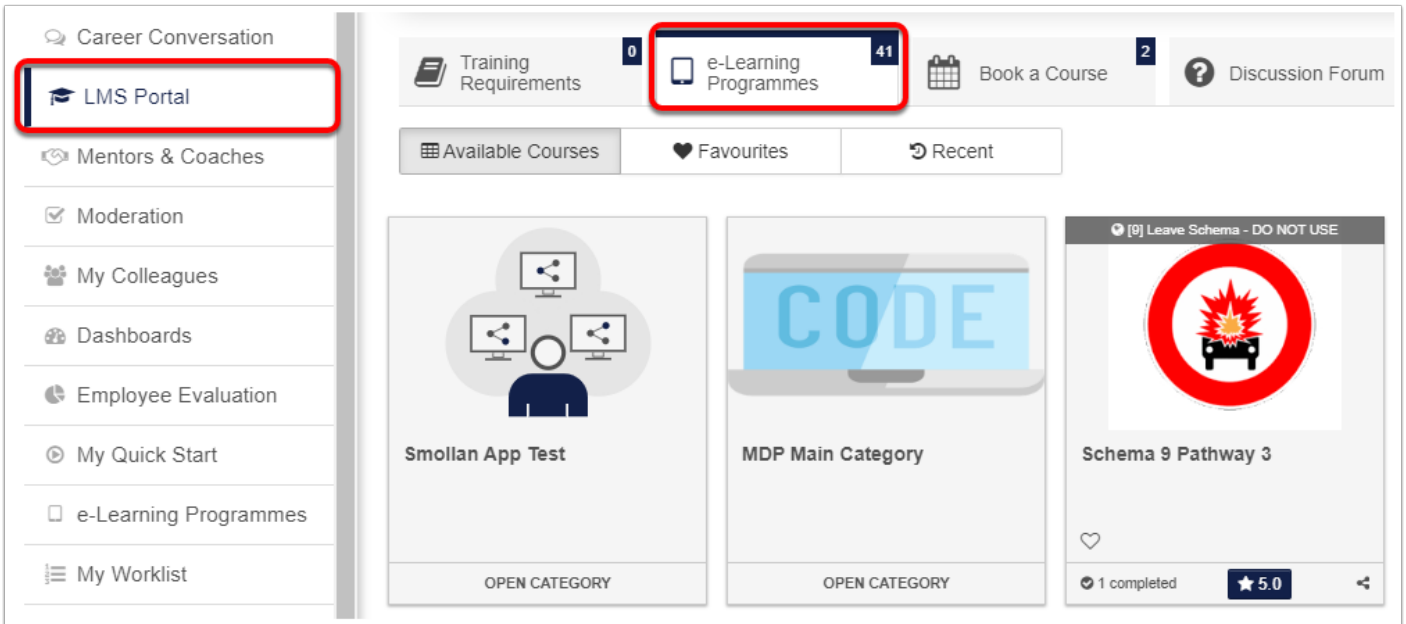 Career Conversation
LMS Portal
Mentors & Coaches
Moderation
My Colleagues
Dashboards
Employee Evaluation
My Quick Start
e-Learning Programmes
My Worklist
Training
Requirements
0
e-Learning
Programmes
41
Book a Course
2
Discussion Forum
Available Courses
Favourites
Recent
Smollan App Test
OPEN CATEGORY
CODE
MDP Main Category
OPEN CATEGORY
[9] Leave Schema - DO NOT USE
Schema 9 Pathway 3
1 completed
5.0